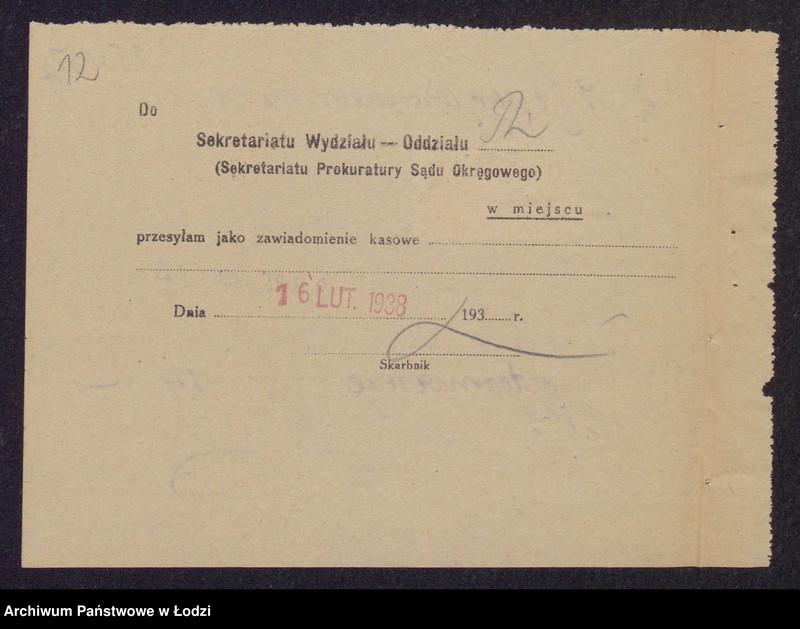 12
Do
Sekretariatu Wydziału — Oddziału
(Sekretariatu Prokuratury Sądu Okręgowego)
w miejscu
przesyłam jako zawiadomienie kasowe
Dnia 16 LUT. 1938 193 r.
Skarbnik
Archiwum Państwowe w Łodzi